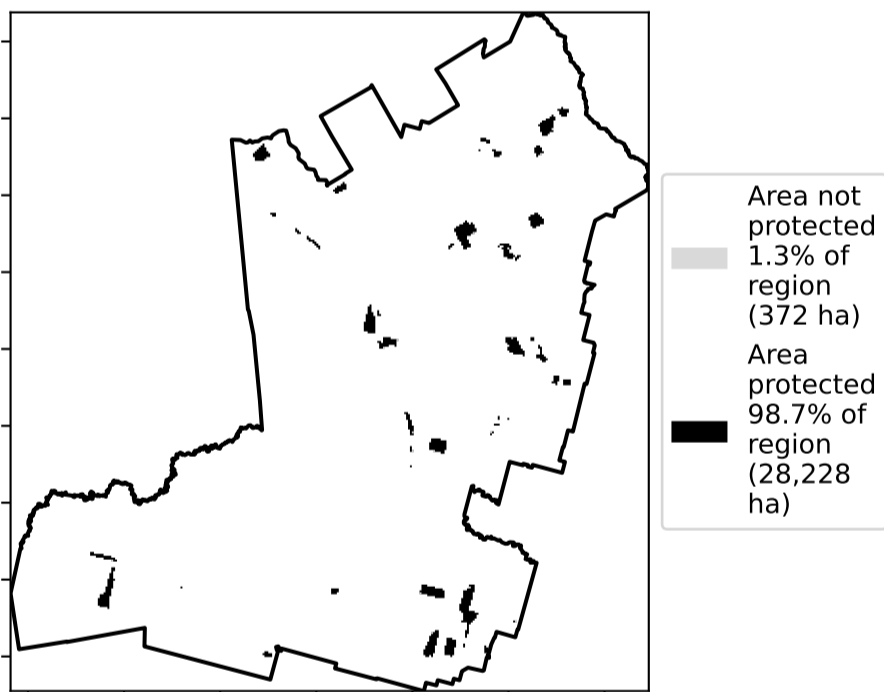 Area not
protected
1.3% of
region
(372 ha)
Area
protected
98.7% of
region
(28,228
ha)